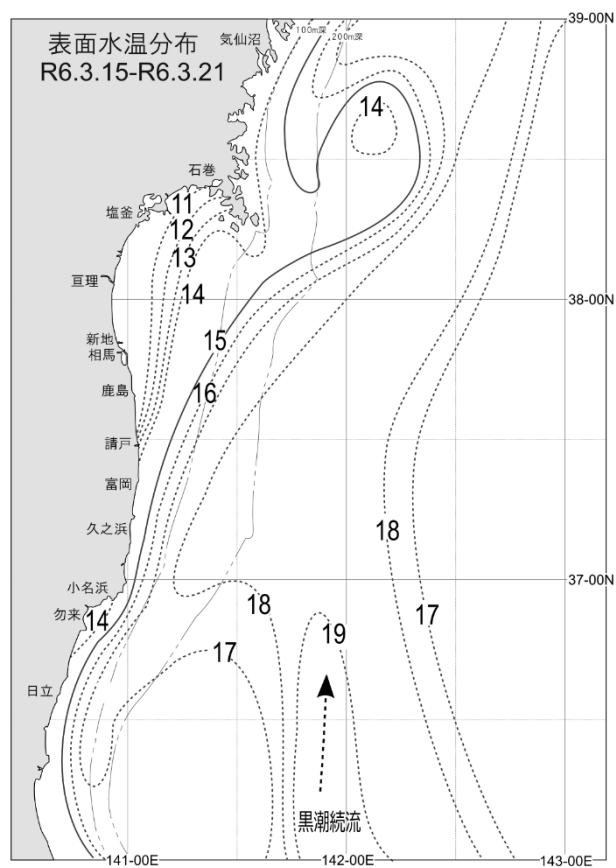 39-00N
表面水温分布
R6.3.15-R6.3.21
気仙沼
100m深
200m深
14
石巻
11
塩釜
12
13
亘理
14
38-00N
新地
15
相馬
鹿島
16
請戸
富岡
久之浜
18
37-00N
小名浜
勿来
14
18
19
17
17
日立
黒潮続流
141-00E
142-00E
143-00E